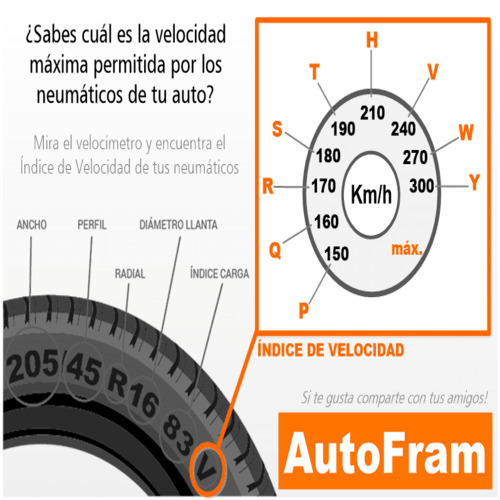 ¿Sabes cuál es la velocidad
máxima permitida por los
neumáticos de tu auto?
Mira el velocímetro y encuentra el
Índice de Velocidad de tus neumáticos
ANCHO
PERFIL
DIÁMETRO LLANTA
RADIAL
ÍNDICE CARGA
205/45 R16 83 V
H
T
V
S
W
R
Y
Q
P
210
190
240
180
270
170
300
160
150
Km/h
máx.
ÍNDICE DE VELOCIDAD
Si te gusta comparte con tus amigos!
AutoFram